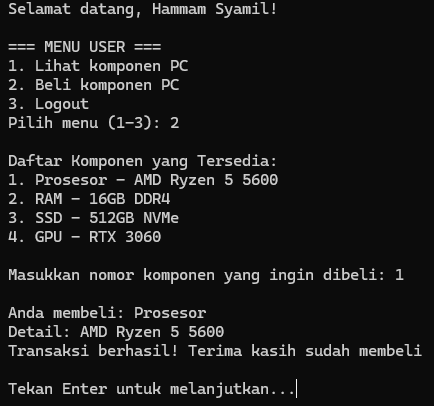 Selamat datang, Hammam Syamil!
=== MENU USER ===
1. Lihat komponen PC
2. Beli komponen PC
3. Logout
Pilih menu (1-3): 2
Daftar Komponen yang Tersedia:
1. Prosesor - AMD Ryzen 5 5600
2. RAM - 16GB DDR4
3. SSD - 512GB NVMe
4. GPU - RTX 3060
Masukkan nomor komponen yang ingin dibeli: 1
Anda membeli: Prosesor
Detail: AMD Ryzen 5 5600
Transaksi berhasil! Terima kasih sudah membeli
Tekan Enter untuk melanjutkan...